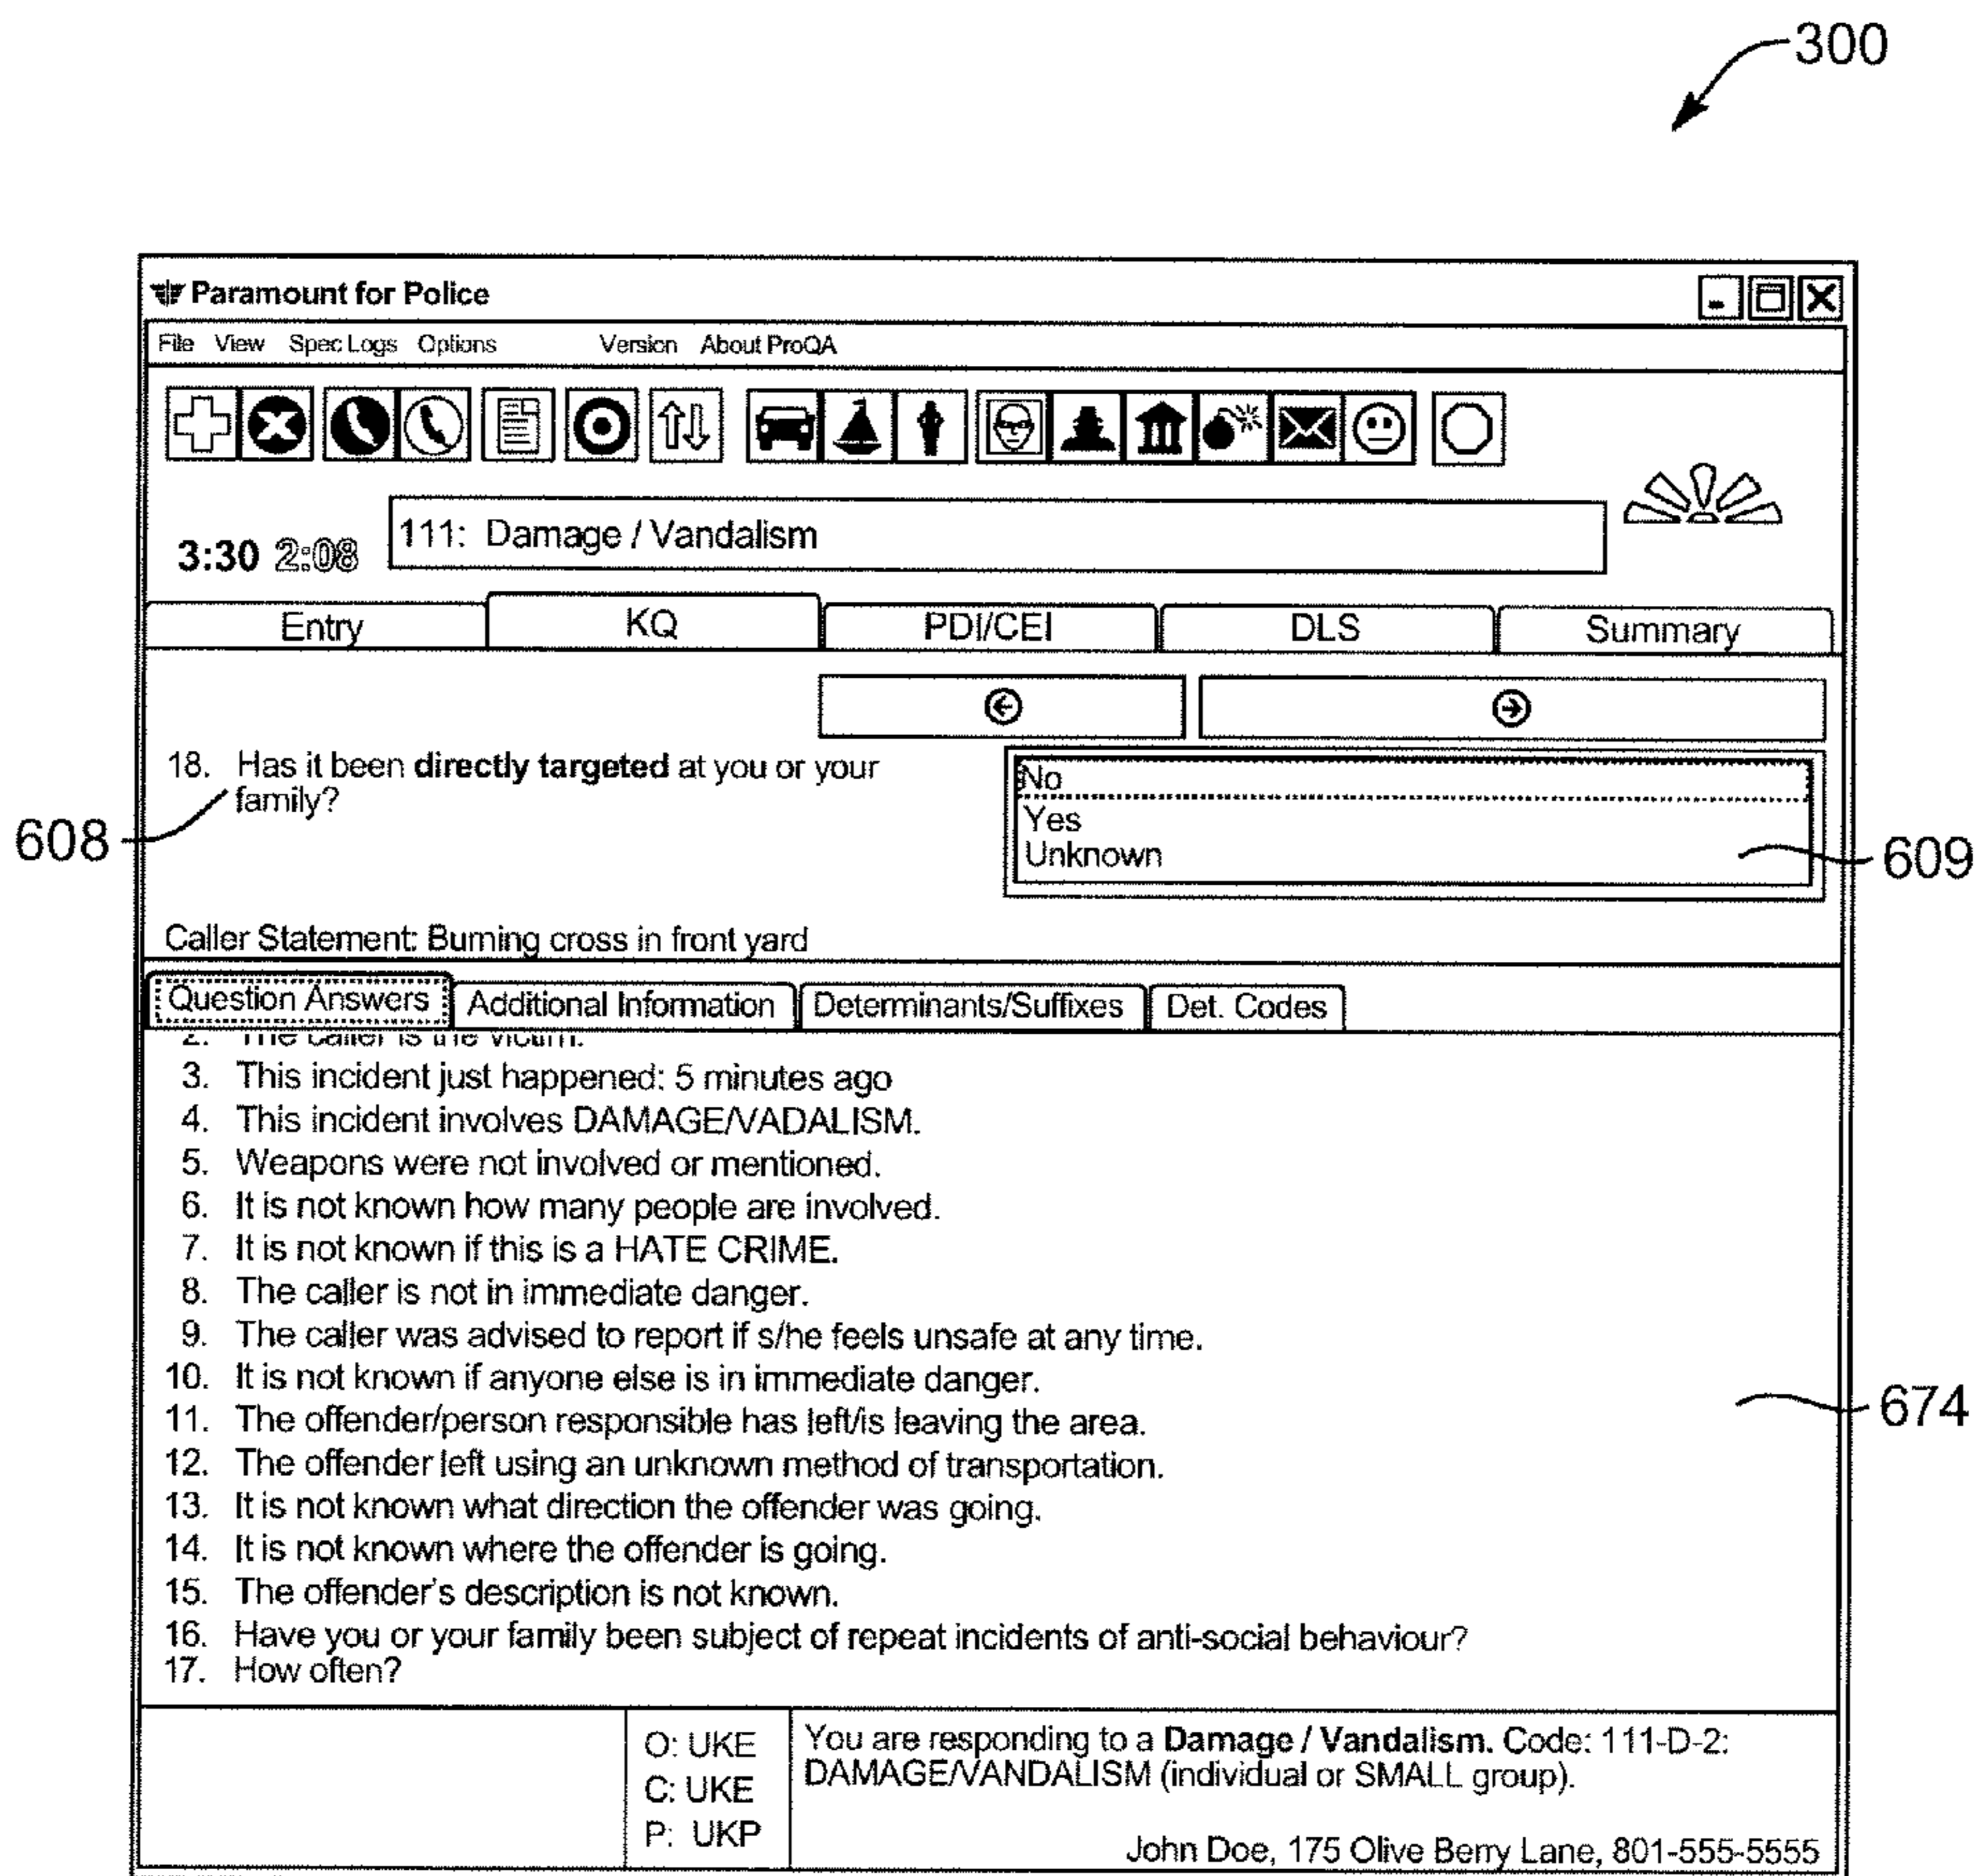 300
Paramount for Police
File View Spec Logs Options Version About ProQA
3:30 2:08 111: Damage / Vandalism
Entry KQ PDI/CEI DLS Summary
18. Has it been directly targeted at you or your
family?
No
Yes
Unknown
608
609
Caller Statement: Burning cross in front yard
Question Answers Additional Information Determinants/Suffixes Det. Codes
2. The caller is the victim.
3. This incident just happened: 5 minutes ago
4. This incident involves DAMAGE/VADALISM.
5. Weapons were not involved or mentioned.
6. It is not known how many people are involved.
7. It is not known if this is a HATE CRIME.
8. The caller is not in immediate danger.
9. The caller was advised to report if s/he feels unsafe at any time.
10. It is not known if anyone else is in immediate danger.
674
11. The offender/person responsible has left/is leaving the area.
12. The offender left using an unknown method of transportation.
13. It is not known what direction the offender was going.
14. It is not known where the offender is going.
15. The offender's description is not known.
16. Have you or your family been subject of repeat incidents of anti-social behaviour?
17. How often?
O: UKE
C: UKE
P: UKP
You are responding to a Damage / Vandalism. Code: 111-D-2:
DAMAGE/VANDALISM (individual or SMALL group).
John Doe, 175 Olive Berry Lane, 801-555-5555